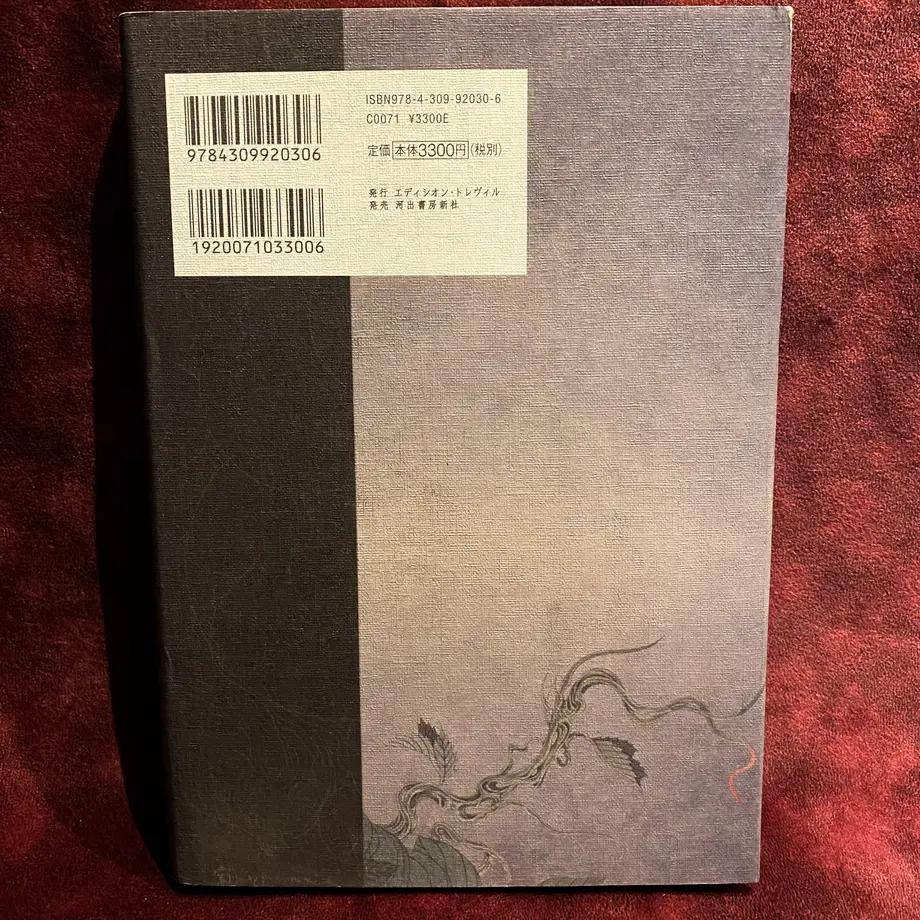 9784309920306
1920071033006
ISBN978-4-309-92030-6
C0071 ¥3300E
定価 本体3300円(税別)
発行 エディシオン・トレヴィル
発売 河出書房新社